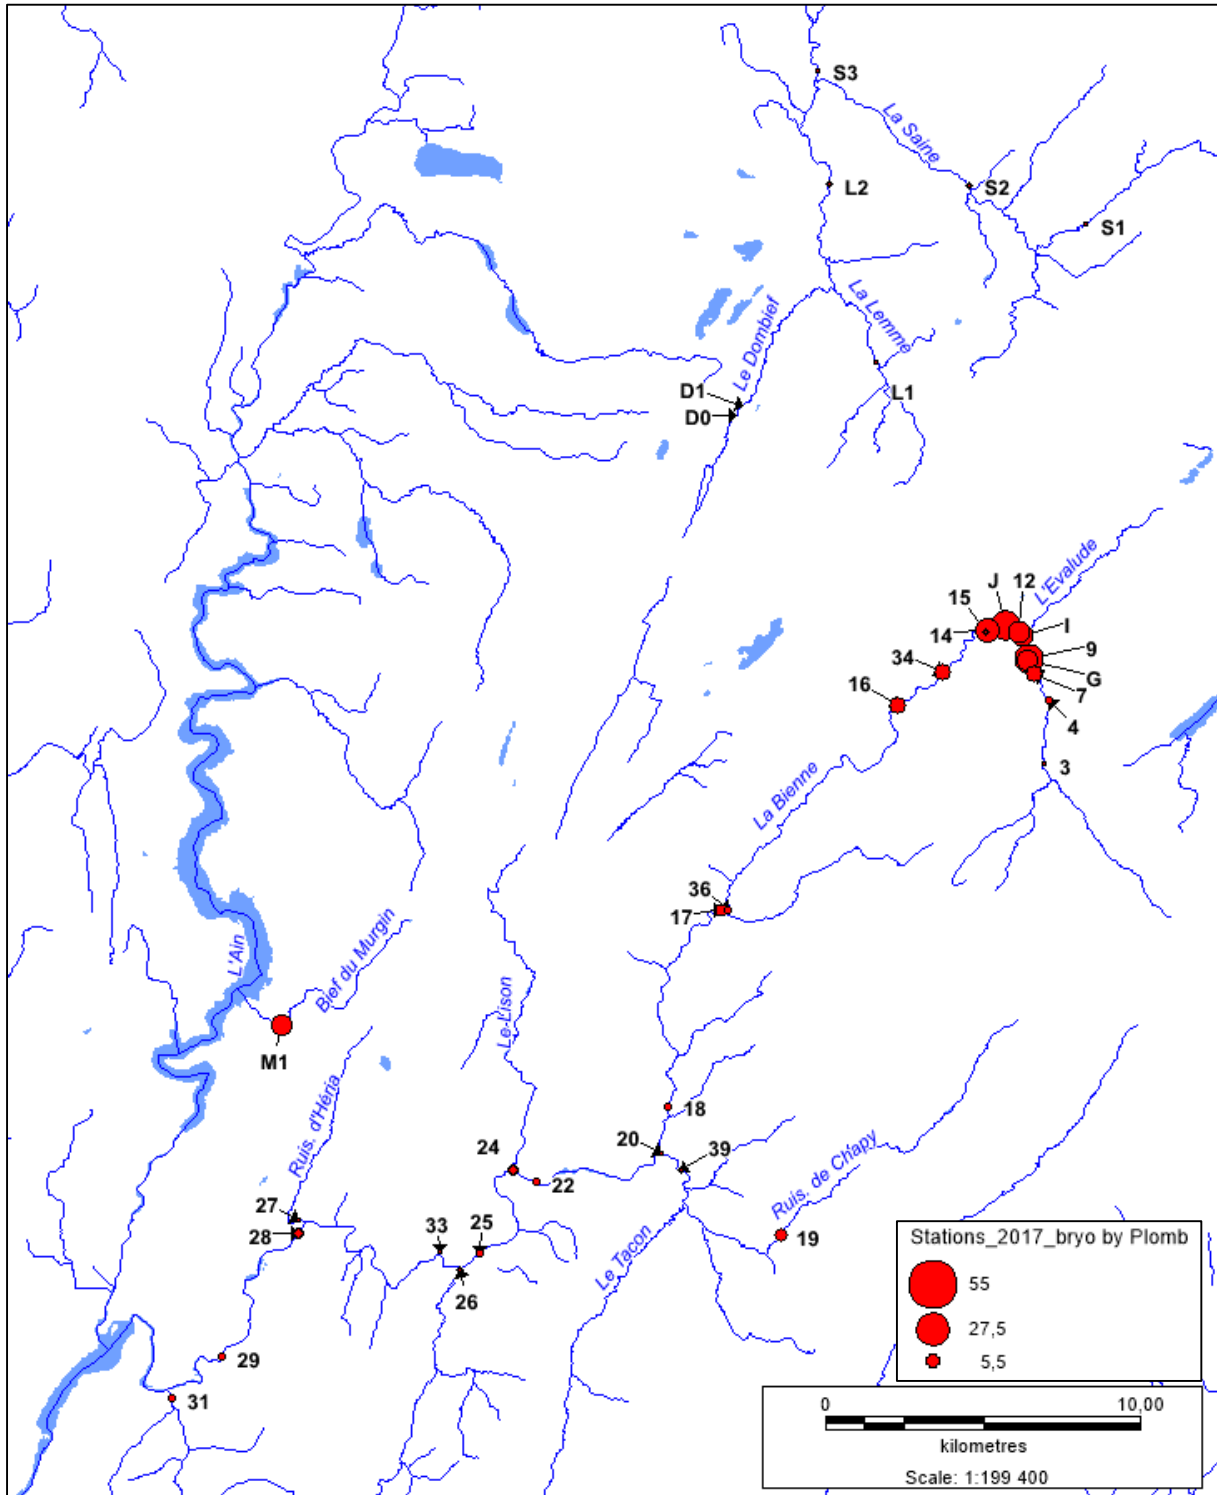 S3
La Saine
L2
S2
S1
La Lemme
Le Dombief
D1
D0
L1
L'Evalude
J
12
15
14
I
9
G
34
7
16
4
3
La Bienne
36
17
L'Ain
Bief du Murgin
Le-Lison
M1
Ruis. d'Héria
18
20
39
24
22
Ruis. de Chapy
27
28
33
25
19
Le Tacon
26
29
31
Stations_2017_bryo by Plomb
55
27,5
5,5
0 10,00
kilometres
Scale: 1:199 400